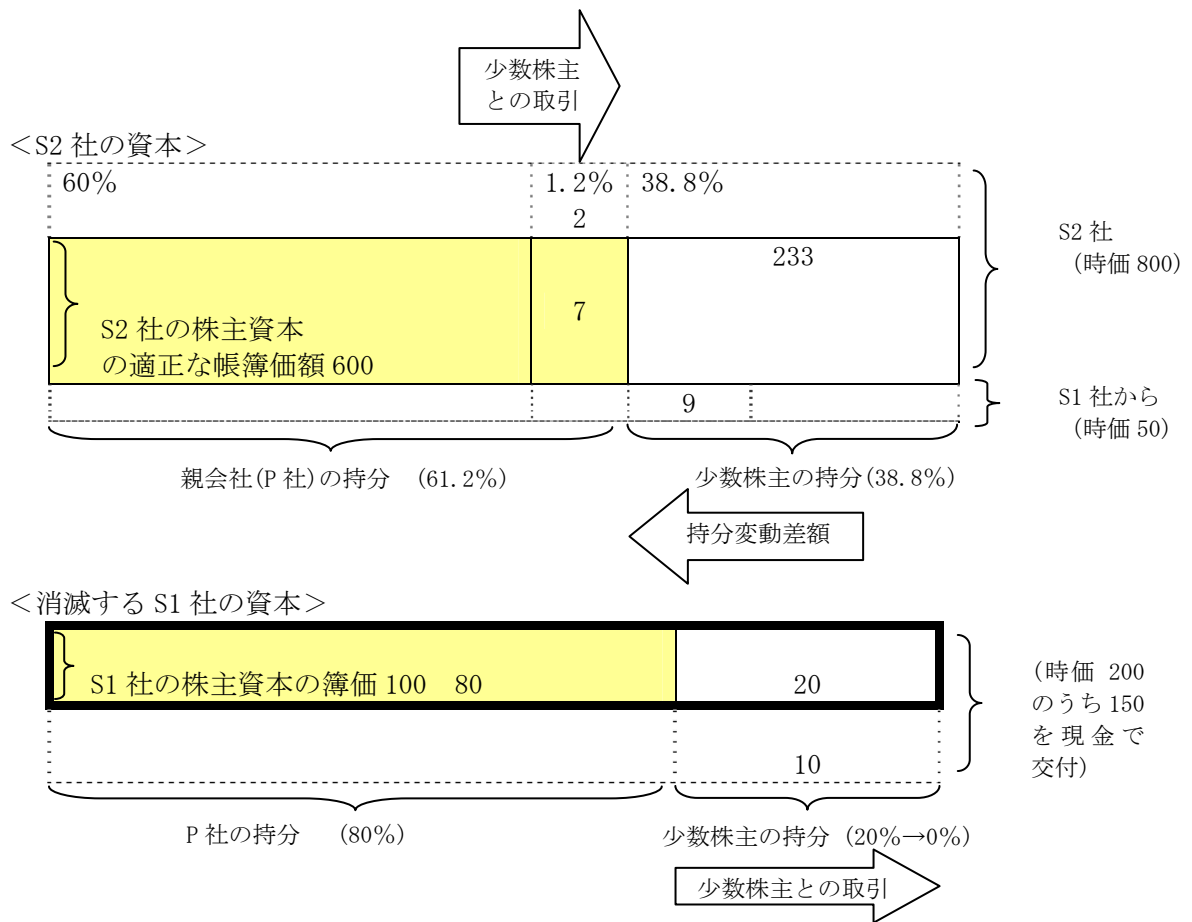 少数株主
との取引
＜S2 社の資本＞
60％
1.2％
38.8％
2
233
7
S2 社の株主資本
の適正な帳簿価額 600
9
S2 社
（時価 800）
S1 社から
（時価 50）
親会社(P 社)の持分　(61.2％)
少数株主の持分(38.8％)
持分変動差額
＜消滅する S1 社の資本＞
S1 社の株主資本の簿価 100　80
20
10
（時価 200
のうち 150
を現金で
交付）
P 社の持分　（80％）
少数株主の持分（20％→0％）
少数株主との取引